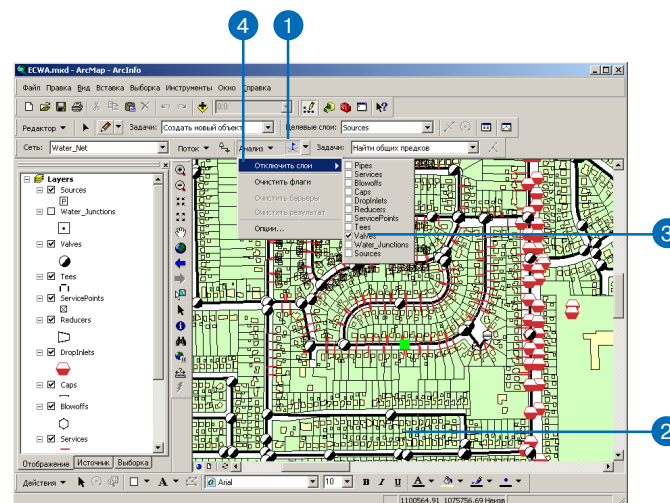 4 1
ECWA.mxd - ArcMap - ArcInfo
Файл Правка Вид Вставка Выборка Инструменты Окно Справка
0:0
Редактор Задачи: Создать новый объект Целевые слои: Sources
Сеть: Water_Net Поток Анализ Задачи: Найти общих предков
Отключить слои
Очистить флаги
Очистить барьеры
Очистить результат
Опции...
Pipes
Services
Blowoffs
Caps
DropInlets
Reducers
ServicePoints
Tees
Valves
Water_Junctions
Sources
3
2
Layers
Sources
Water_Junctions
Valves
Tees
ServicePoints
Reducers
DropInlets
Caps
Blowoffs
Services
Отображение Источник Выборка
Действия Arial 10 B I U A
1100564,91 1075756,69